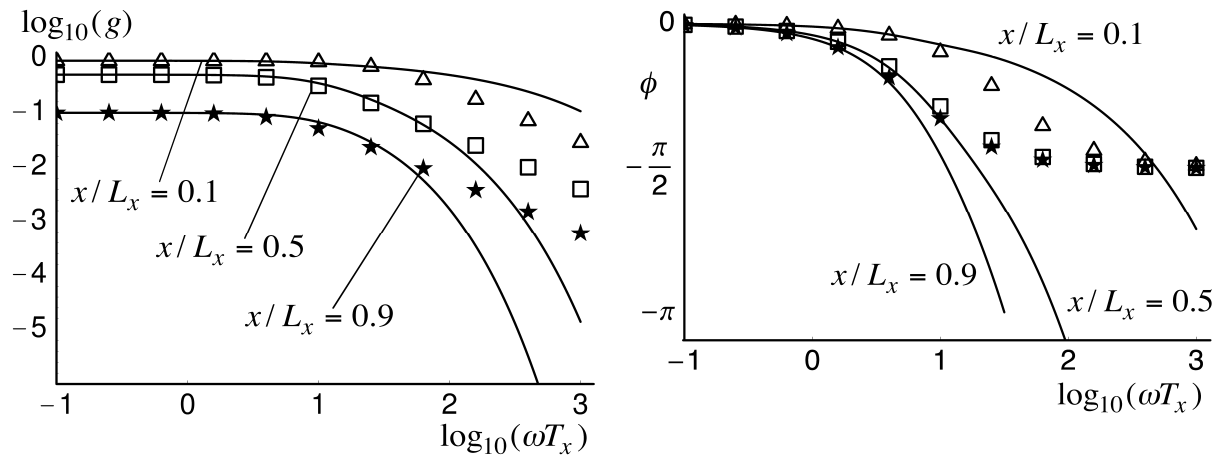 log₁₀(g)
0
−1
−2
−3
−4
−5
x/Lₓ = 0.1
x/Lₓ = 0.5
x/Lₓ = 0.9
−1 0 1 2 3
log₁₀(ωTₓ)
0
ϕ
−π/2
−π
x/Lₓ = 0.1
x/Lₓ = 0.9
x/Lₓ = 0.5
−1 0 1 2 3
log₁₀(ωTₓ)